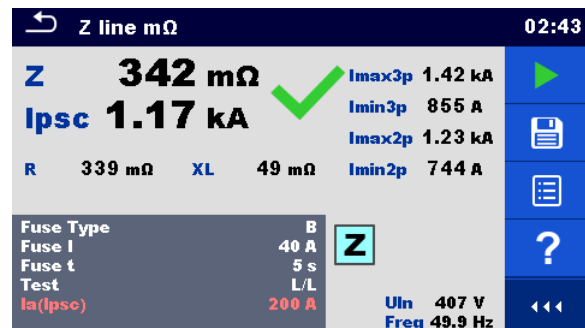 Z line mΩ 02:43
Z 342 mΩ
Ipsc 1.17 kA
Imax3p 1.42 kA
Imin3p 855 A
Imax2p 1.23 kA
Imin2p 744 A
R 339 mΩ XL 49 mΩ
Fuse Type B
Fuse I 40 A
Fuse t 5 s
Test L/L
Ia(Ipsc) 200 A
Z
Uln 407 V
Freq 49.9 Hz
?